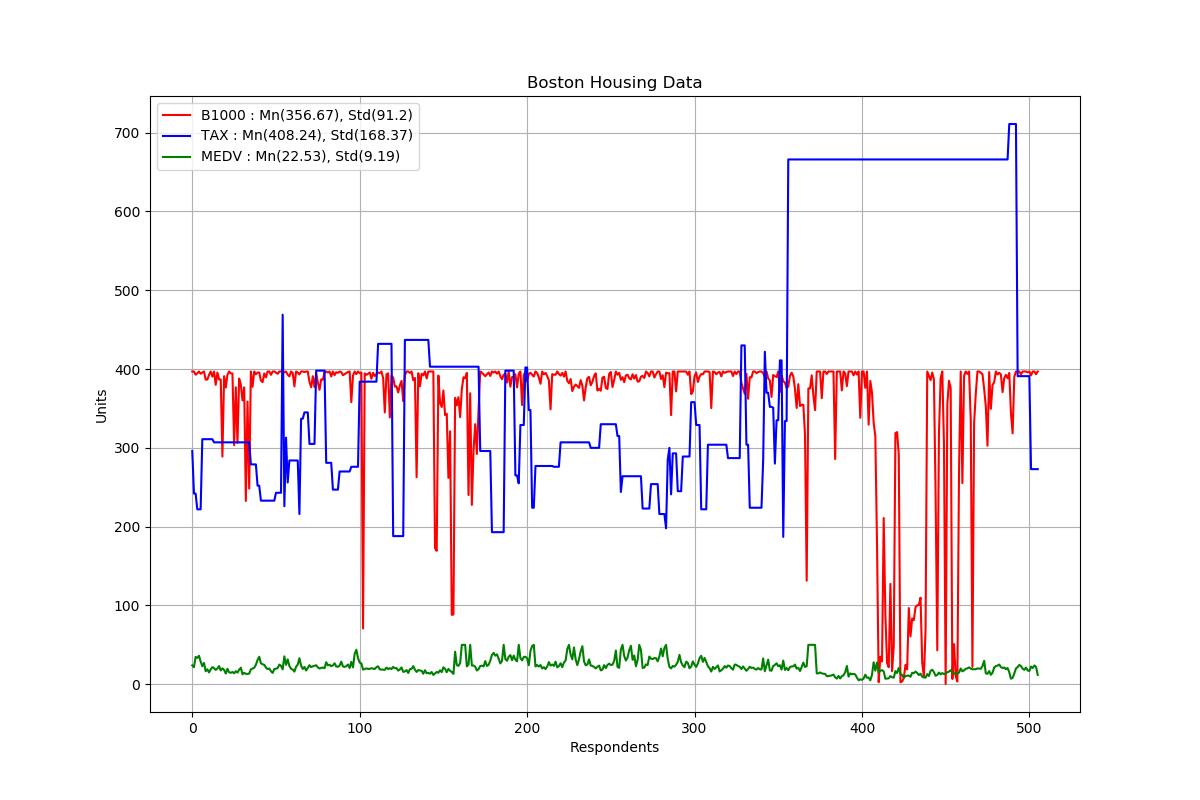 Boston Housing Data
B1000 : Mn(356.67), Std(91.2)
TAX : Mn(408.24), Std(168.37)
MEDV : Mn(22.53), Std(9.19)
700
600
500
400
300
200
100
0
Units
0 100 200 300 400 500
Respondents